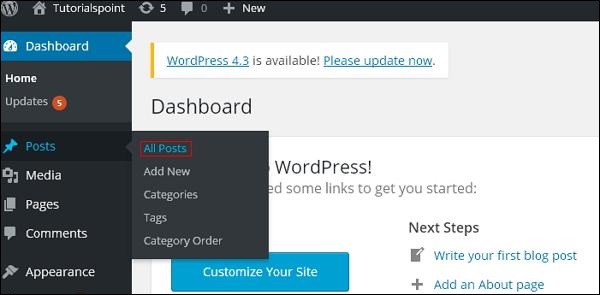 Tutorialspoint 5 0 + New
Dashboard
Home
Updates 5
Posts
Media
Pages
Comments
Appearance
All Posts
Add New
Categories
Tags
Category Order
WordPress 4.3 is available! Please update now.
Dashboard
WordPress!
ed some links to get you started:
Customize Your Site
Next Steps
Write your first blog post
+ Add an About page